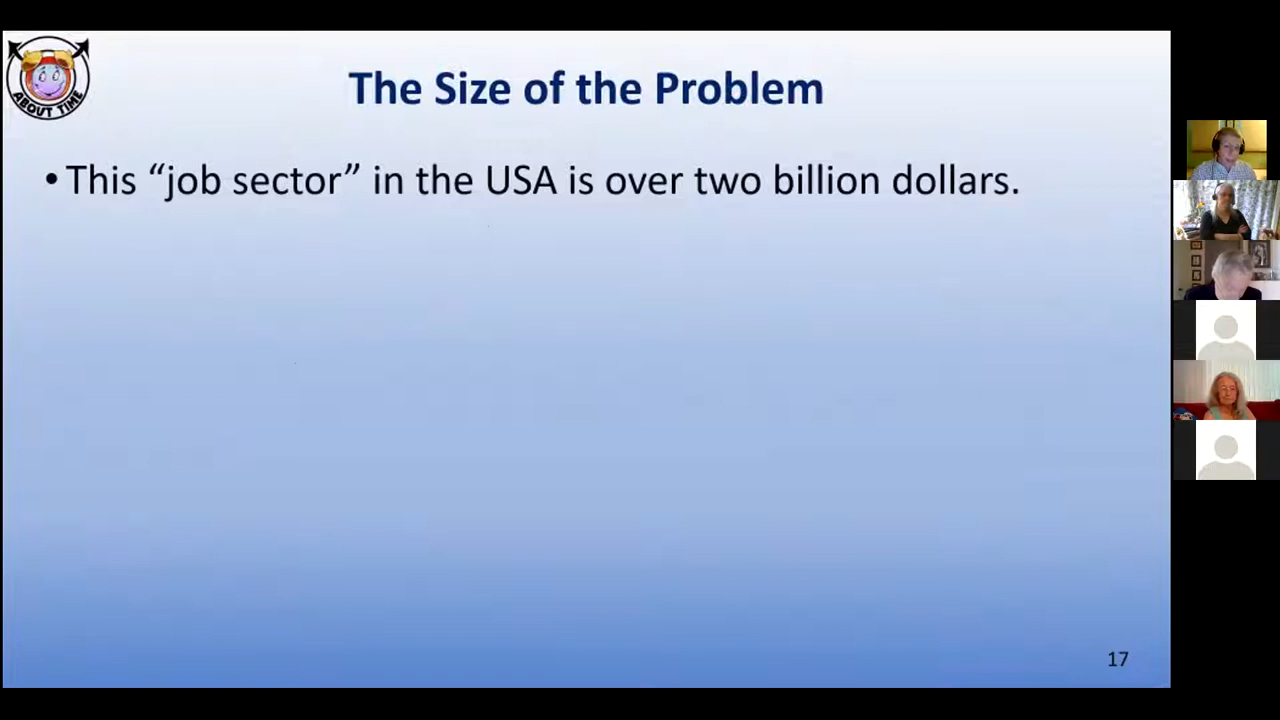 ABOUT TIME
The Size of the Problem
• This “job sector” in the USA is over two billion dollars.
17